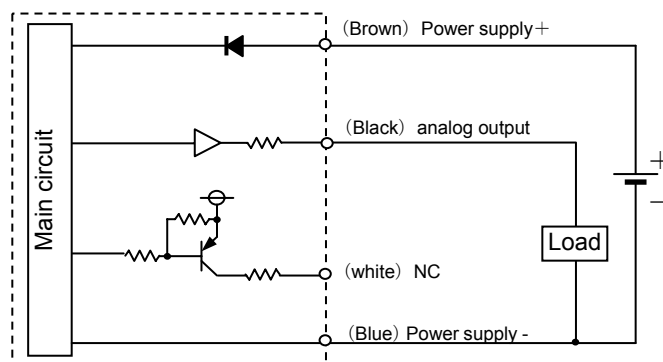 Main circuit
(Brown) Power supply+
(Black) analog output
+
−
Load
(white) NC
(Blue) Power supply -